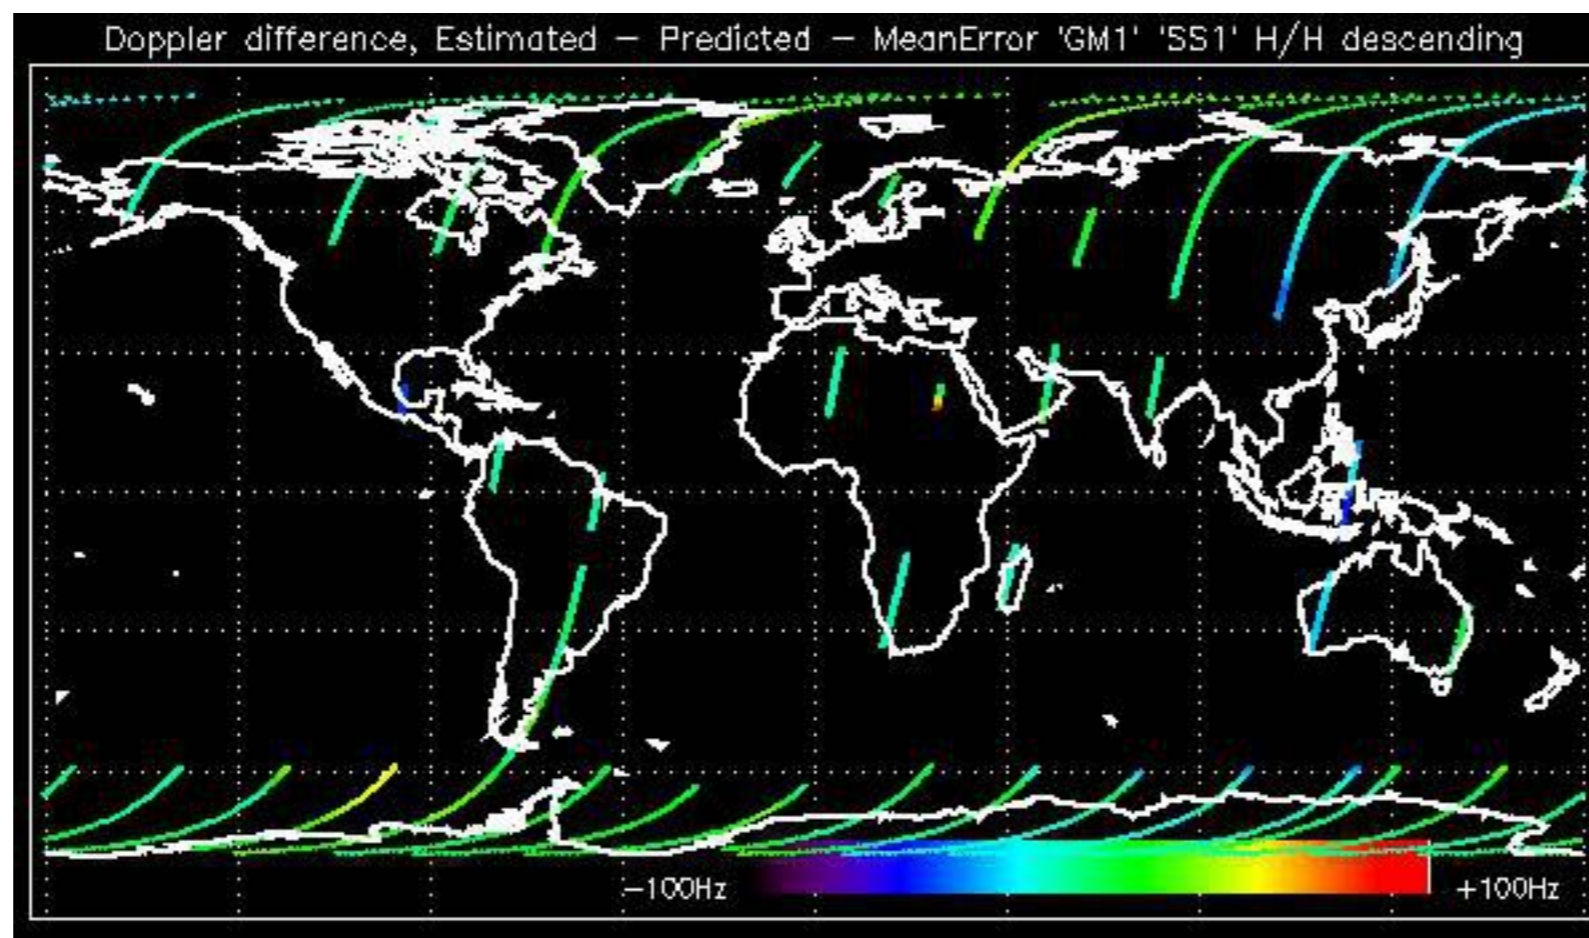 Doppler difference, Estimated — Predicted — MeanError 'GM1' 'SS1' H/H descending
—100Hz
+100Hz